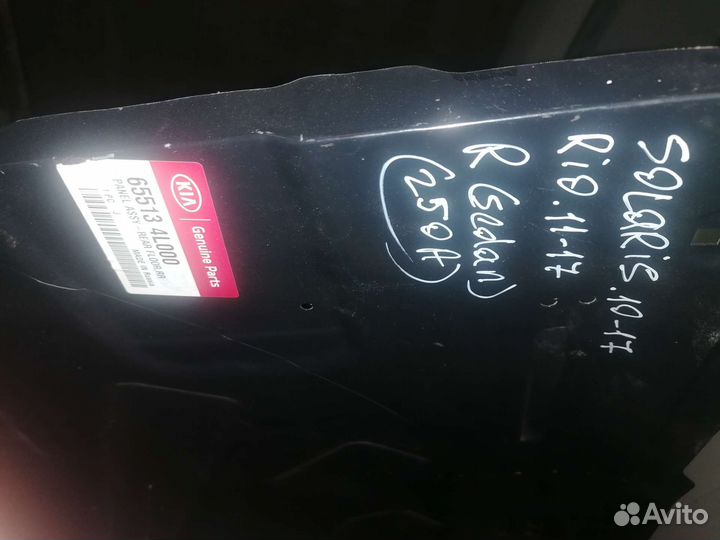 SOLARIS.10-17
RiO.11-17
R (Sedan)
KIA
Genuine Parts
65513 4L000
PANEL ASSY-REAR FLOOR,RR
MADE IN KOREA
Avito